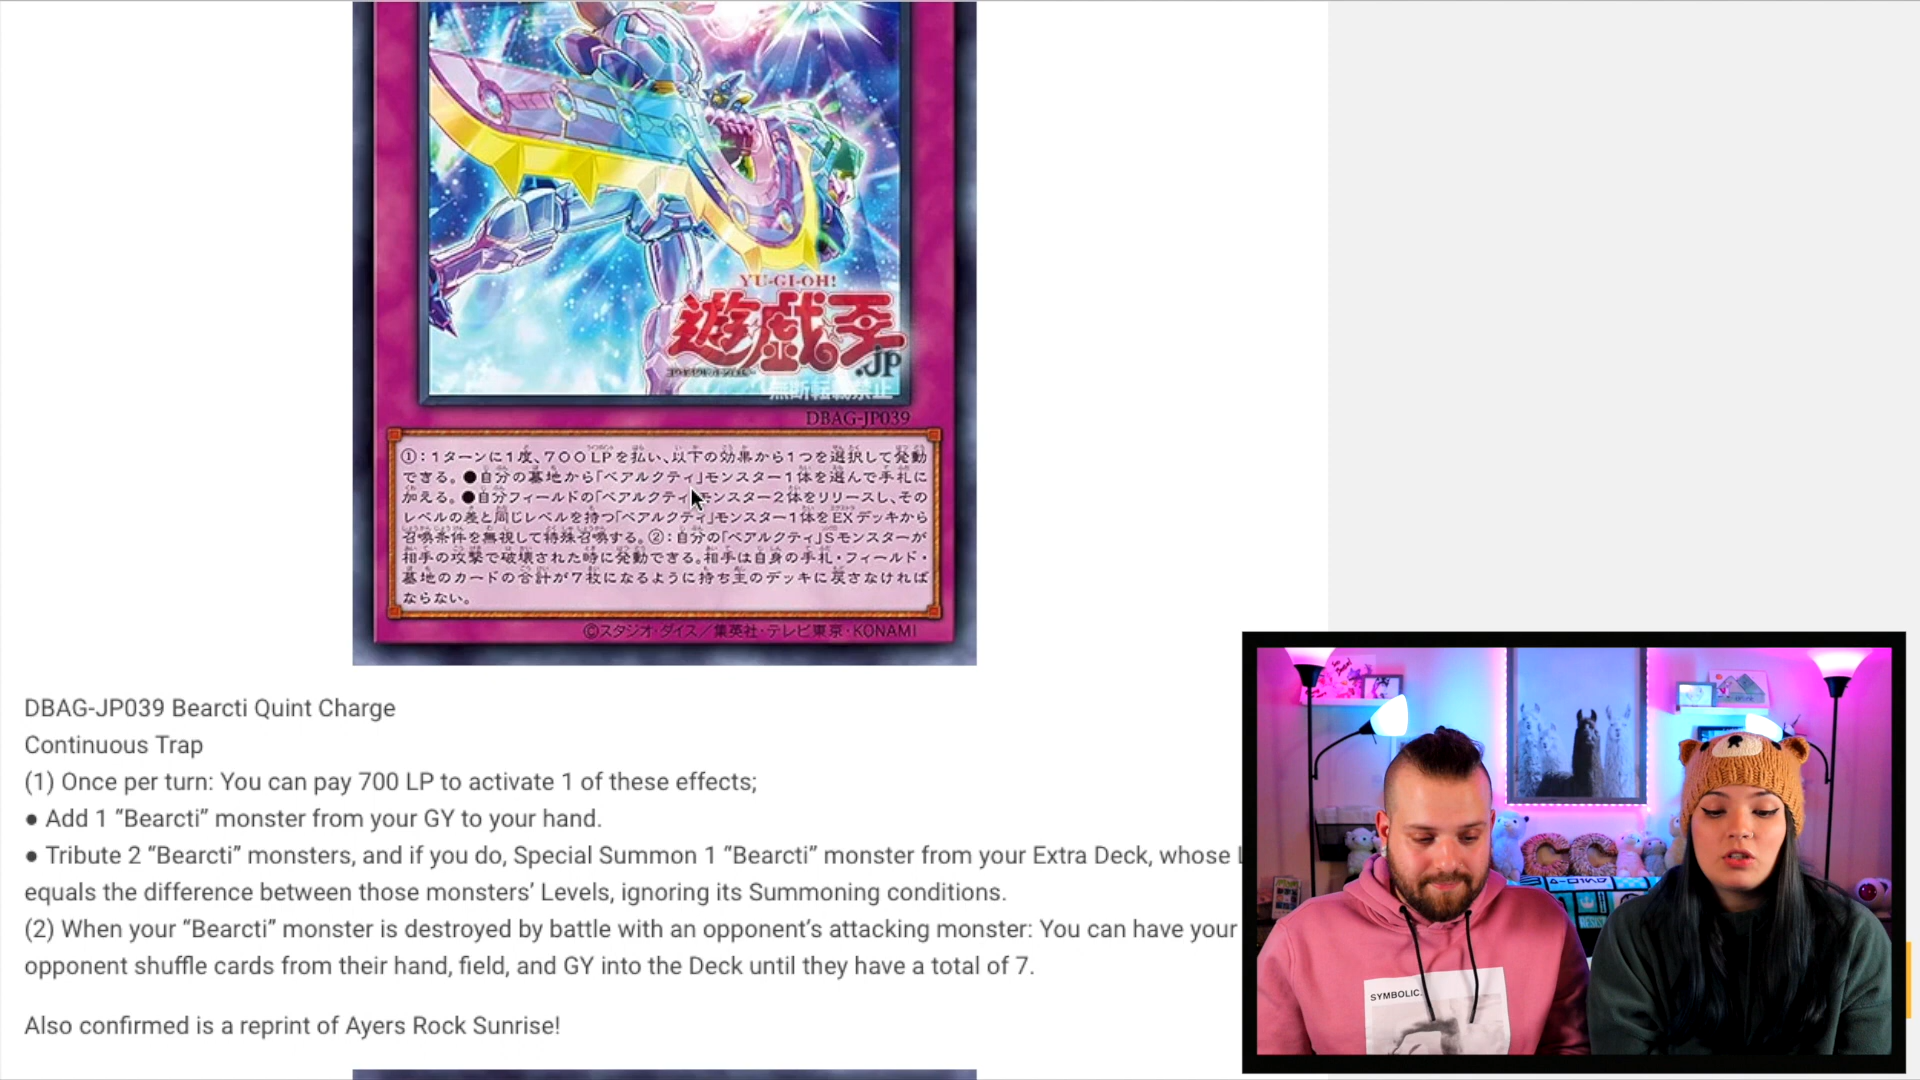 YU-GI-OH!
遊戯王
.JP
無断転載禁止
DBAG-JP039
①:1ターンに1度、700LPを払い、以下の効果から1つを選択して発動
できる。●自分の墓地から「ベアルクティ」モンスター1体を選んで手札に
加える。●自分フィールドの「ベアルクティ」モンスター2体をリリースし、その
レベルの差と同じレベルを持つ「ベアルクティ」モンスター1体をEXデッキから
召喚条件を無視して特殊召喚する。②:自分の「ベアルクティ」Sモンスターが
相手の攻撃で破壊された時に発動できる。相手は自身の手札・フィールド・
墓地のカードの合計が7枚になるように持ち主のデッキに戻さなければ
ならない。
©スタジオ・ダイス/集英社・テレビ東京・KONAMI
DBAG-JP039 Bearcti Quint Charge
Continuous Trap
(1) Once per turn: You can pay 700 LP to activate 1 of these effects;
● Add 1 “Bearcti” monster from your GY to your hand.
● Tribute 2 “Bearcti” monsters, and if you do, Special Summon 1 “Bearcti” monster from your Extra Deck, whose
equals the difference between those monsters’ Levels, ignoring its Summoning conditions.
(2) When your “Bearcti” monster is destroyed by battle with an opponent’s attacking monster: You can have your
opponent shuffle cards from their hand, field, and GY into the Deck until they have a total of 7.
Also confirmed is a reprint of Ayers Rock Sunrise!
CC
SYMBOLIC.